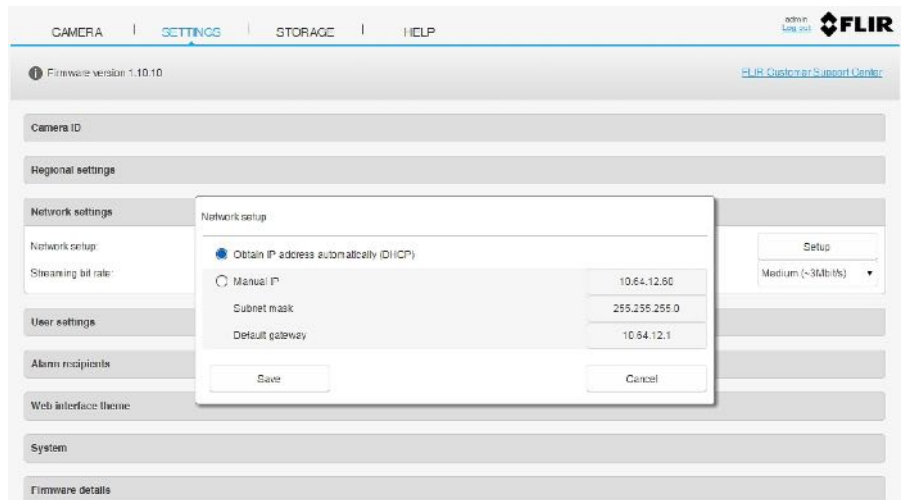 CAMERA | SETTINGS | STORAGE | HELP
admin
Log out
FLIR
Firmware version 1.10.10
FLIR Customer Support Center
Camera ID
Regional settings
Network settings
Network setup:
Setup
Streaming bit rate:
Medium (~3Mbit/s)
Network setup
Obtain IP address automatically (DHCP)
Manual IP
10.64.12.60
Subnet mask
255.255.255.0
Default gateway
10.64.12.1
Save
Cancel
User settings
Alarm recipients
Web interface theme
System
Firmware details